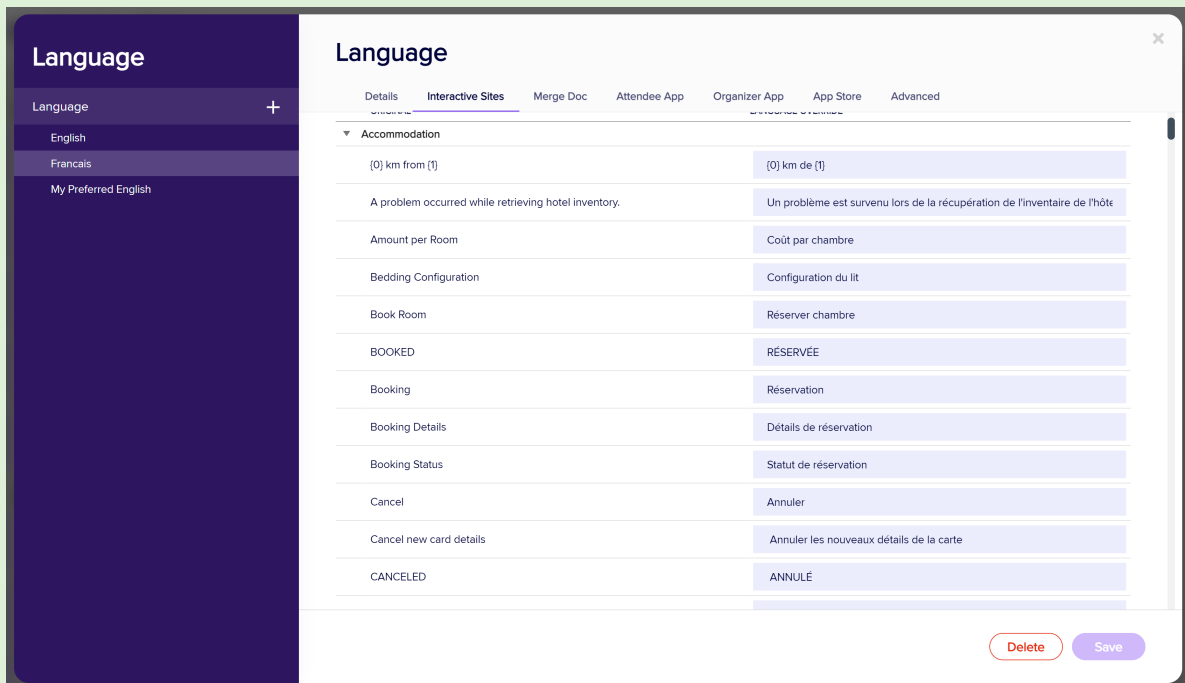 Language
Language
+
English
Francais
My Preferred English
Language
×
Details Interactive Sites Merge Doc Attendee App Organizer App App Store Advanced
ORIGINAL LANGUAGE OVERRIDE
Accommodation
{0} km from {1} {0} km de {1}
A problem occurred while retrieving hotel inventory. Un problème est survenu lors de la récupération de l'inventaire de l'hôte
Amount per Room Coût par chambre
Bedding Configuration Configuration du lit
Book Room Réserver chambre
BOOKED RÉSERVÉE
Booking Réservation
Booking Details Détails de réservation
Booking Status Statut de réservation
Cancel Annuler
Cancel new card details Annuler les nouveaux détails de la carte
CANCELED ANNULÉ
Delete Save